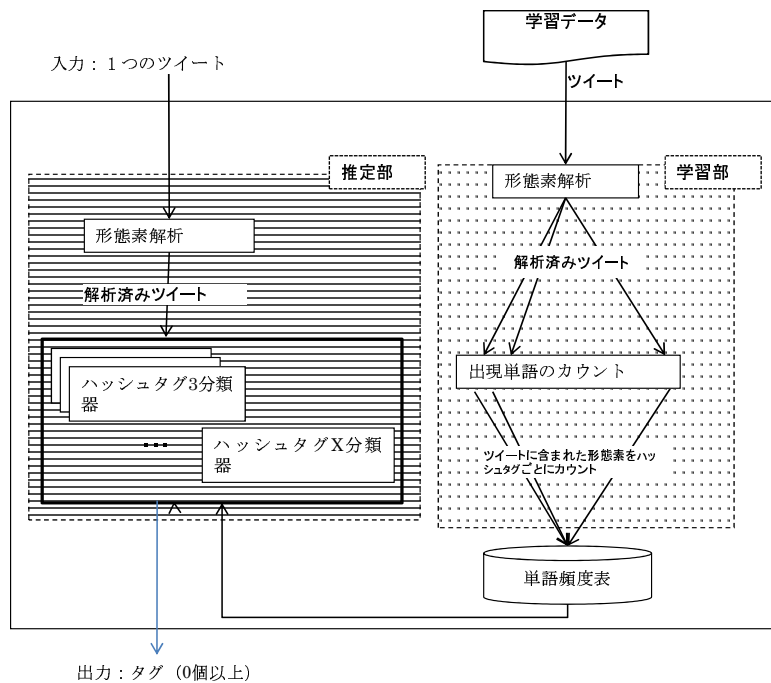 学習データ
入力：１つのツイート
ツイート
推定部
学習部
形態素解析
形態素解析
解析済みツイート
解析済みツイート
ハッシュタグ3分類
器
出現単語のカウント
…
ハッシュタグX分類
器
ツイートに含まれた形態素をハッ
シュタグごとにカウント
単語頻度表
出力：タグ（0個以上）